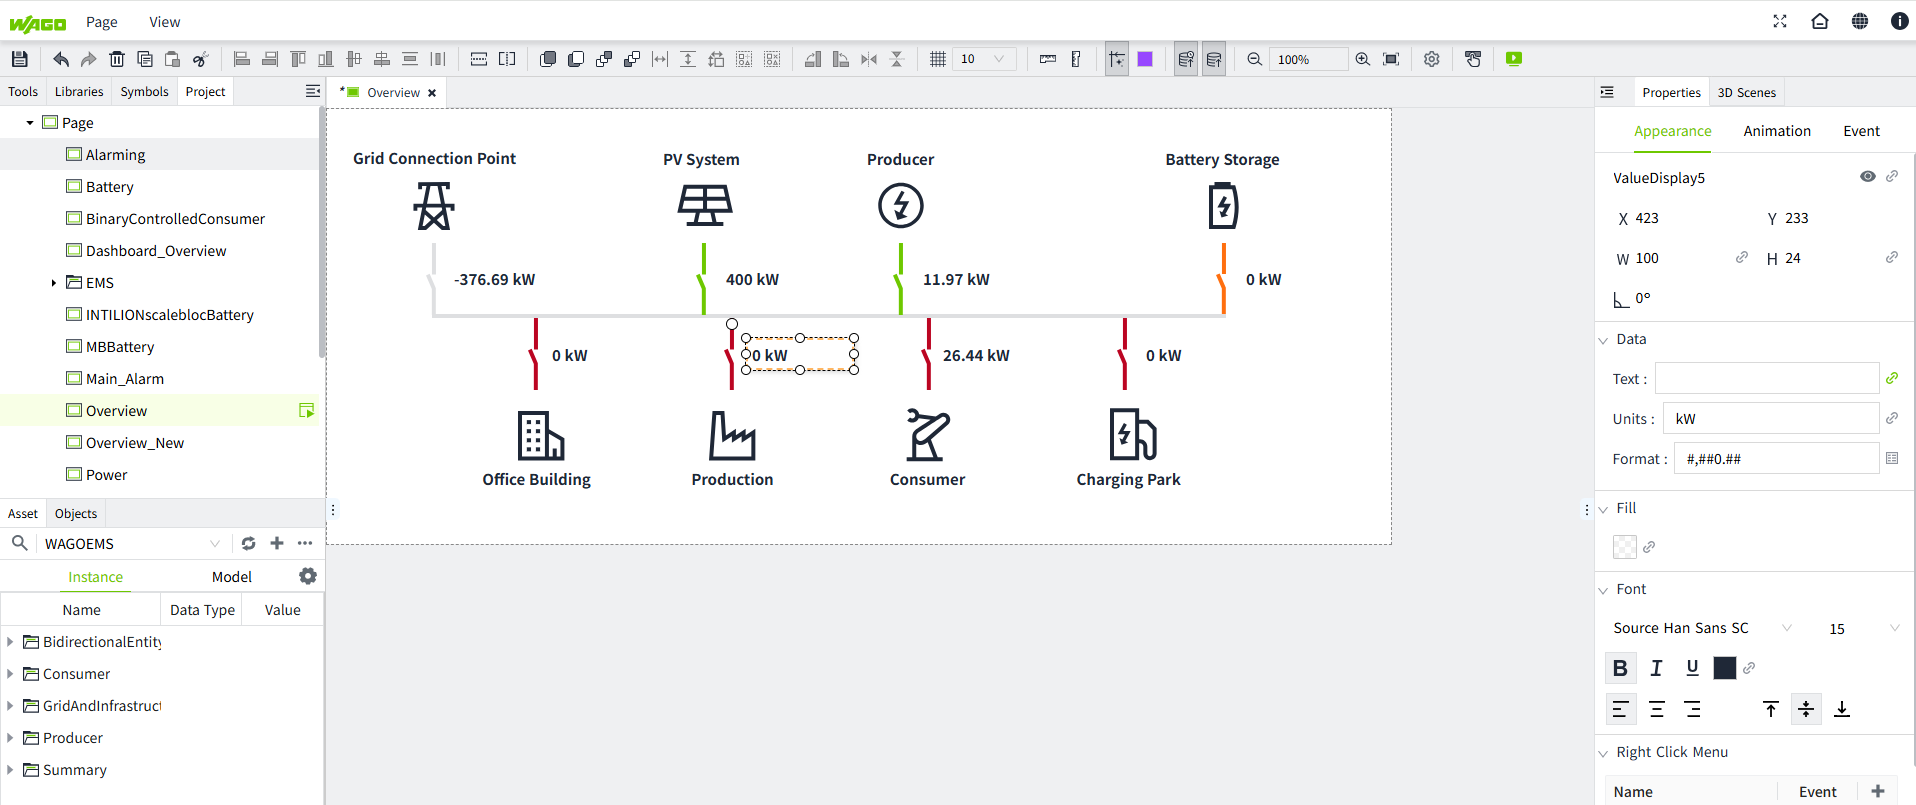 WAGO Page View
10 100%
Tools Libraries Symbols Project
* Overview
Properties 3D Scenes
Page
Alarming
Battery
BinaryControlledConsumer
Dashboard_Overview
EMS
INTILIONscaleblocBattery
MBBattery
Main_Alarm
Overview
Overview_New
Power
Asset Objects
WAGOEMS
Instance Model
Name Data Type Value
BidirectionalEntity
Consumer
GridAndInfrastruct
Producer
Summary
Grid Connection Point PV System Producer Battery Storage
-376.69 kW 400 kW 11.97 kW 0 kW
0 kW 0 kW 26.44 kW 0 kW
Office Building Production Consumer Charging Park
Appearance Animation Event
ValueDisplay5
X 423 Y 233
W 100 H 24
0°
Data
Text :
Units : kW
Format : #,##0.##
Fill
Font
Source Han Sans SC 15
B I U
Right Click Menu
Name Event